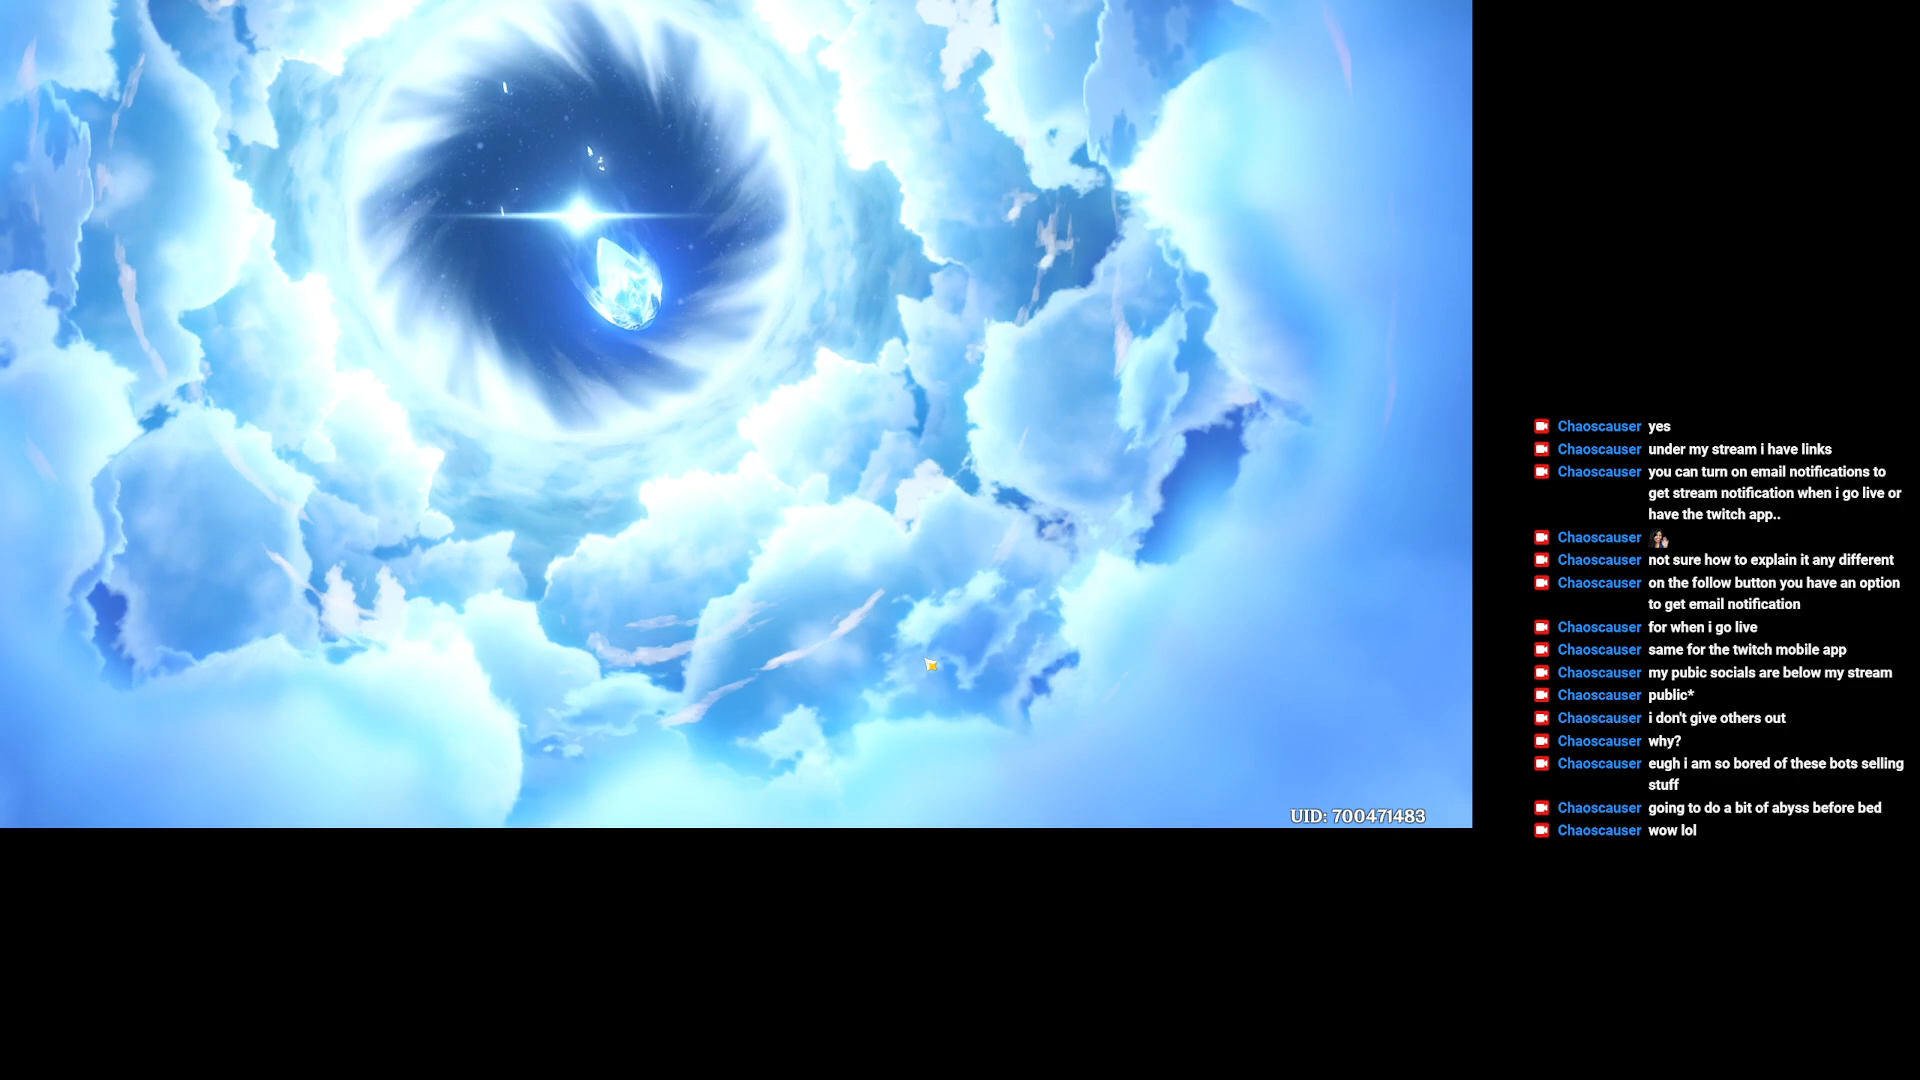 Chaoscauser yes
Chaoscauser under my stream i have links
Chaoscauser you can turn on email notifications to
get stream notification when i go live or
have the twitch app..
Chaoscauser
Chaoscauser not sure how to explain it any different
Chaoscauser on the follow button you have an option
to get email notification
Chaoscauser for when i go live
Chaoscauser same for the twitch mobile app
Chaoscauser my pubic socials are below my stream
Chaoscauser public*
Chaoscauser i don't give others out
Chaoscauser why?
Chaoscauser eugh i am so bored of these bots selling
stuff
Chaoscauser going to do a bit of abyss before bed
UID: 700471483
Chaoscauser wow lol